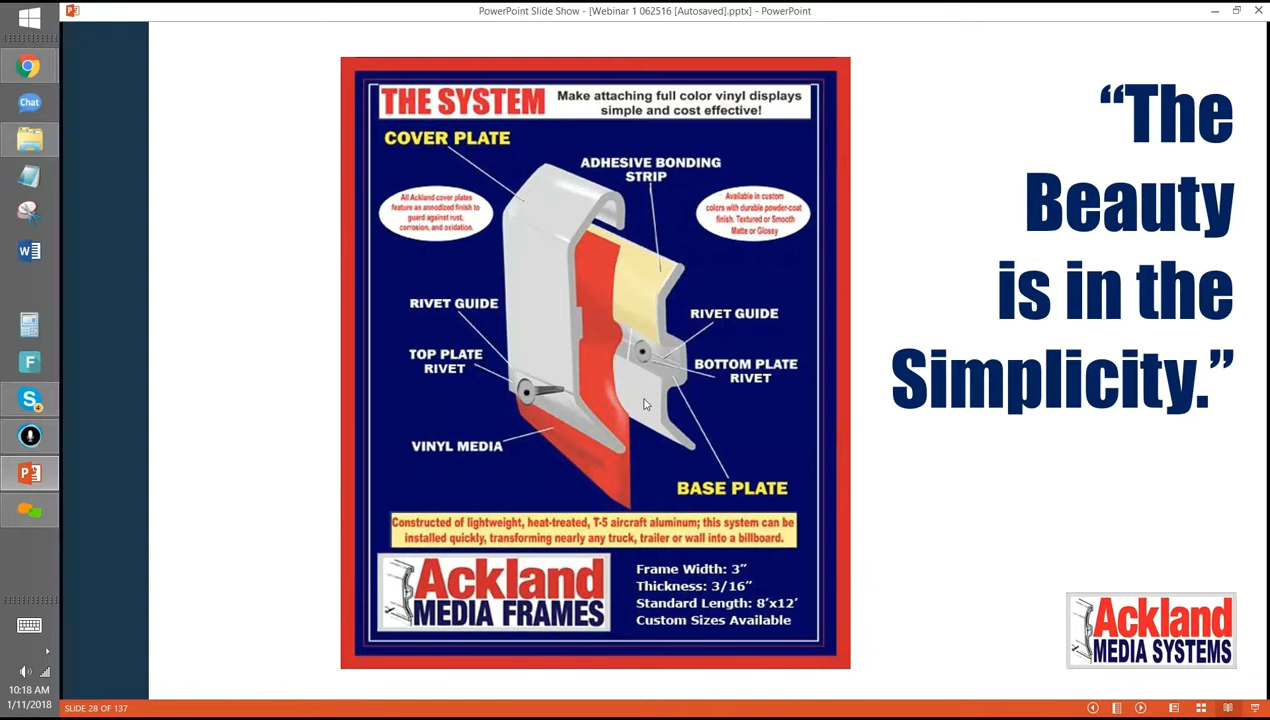 PowerPoint Slide Show - [Webinar 1 062516 [Autosaved].pptx] - PowerPoint
Chat
THE SYSTEM
Make attaching full color vinyl displays
simple and cost effective!
COVER PLATE
ADHESIVE BONDING
STRIP
All Ackland cover plates
feature an annodized finish to
guard against rust,
corrosion, and oxidation.
Available in custom
colors with durable powder-coat
finish. Textured or Smooth
Matte or Glossy
RIVET GUIDE
RIVET GUIDE
TOP PLATE
RIVET
BOTTOM PLATE
RIVET
VINYL MEDIA
BASE PLATE
Constructed of lightweight, heat-treated, T-5 aircraft aluminum; this system can be
installed quickly, transforming nearly any truck, trailer or wall into a billboard.
Ackland
MEDIA FRAMES
Frame Width: 3”
Thickness: 3/16”
Standard Length: 8’x12’
Custom Sizes Available
“The
Beauty
is in the
Simplicity.”
Ackland
MEDIA SYSTEMS
W
F
S
4
P
10:18 AM
1/11/2018
SLIDE 28 OF 137